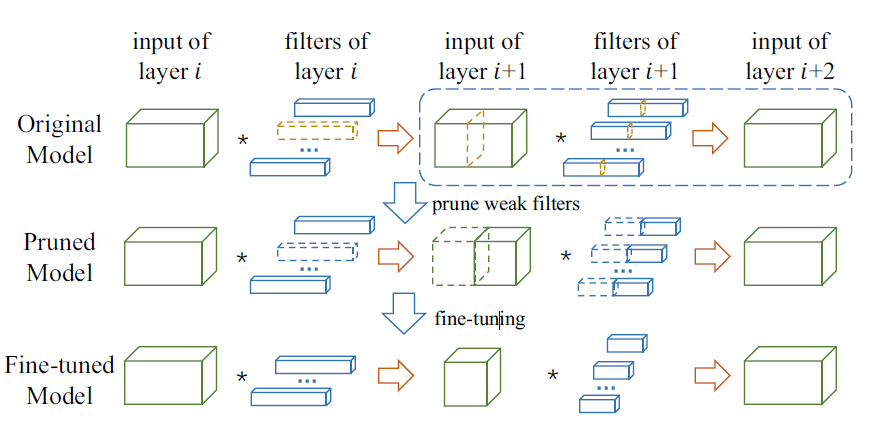 input of
layer i
filters of
layer i
input of
layer i+1
filters of
layer i+1
input of
layer i+2
Original
Model
*
...
*
...
prune weak filters
Pruned
Model
*
...
*
...
fine-tuning
Fine-tuned
Model
*
...
*
...